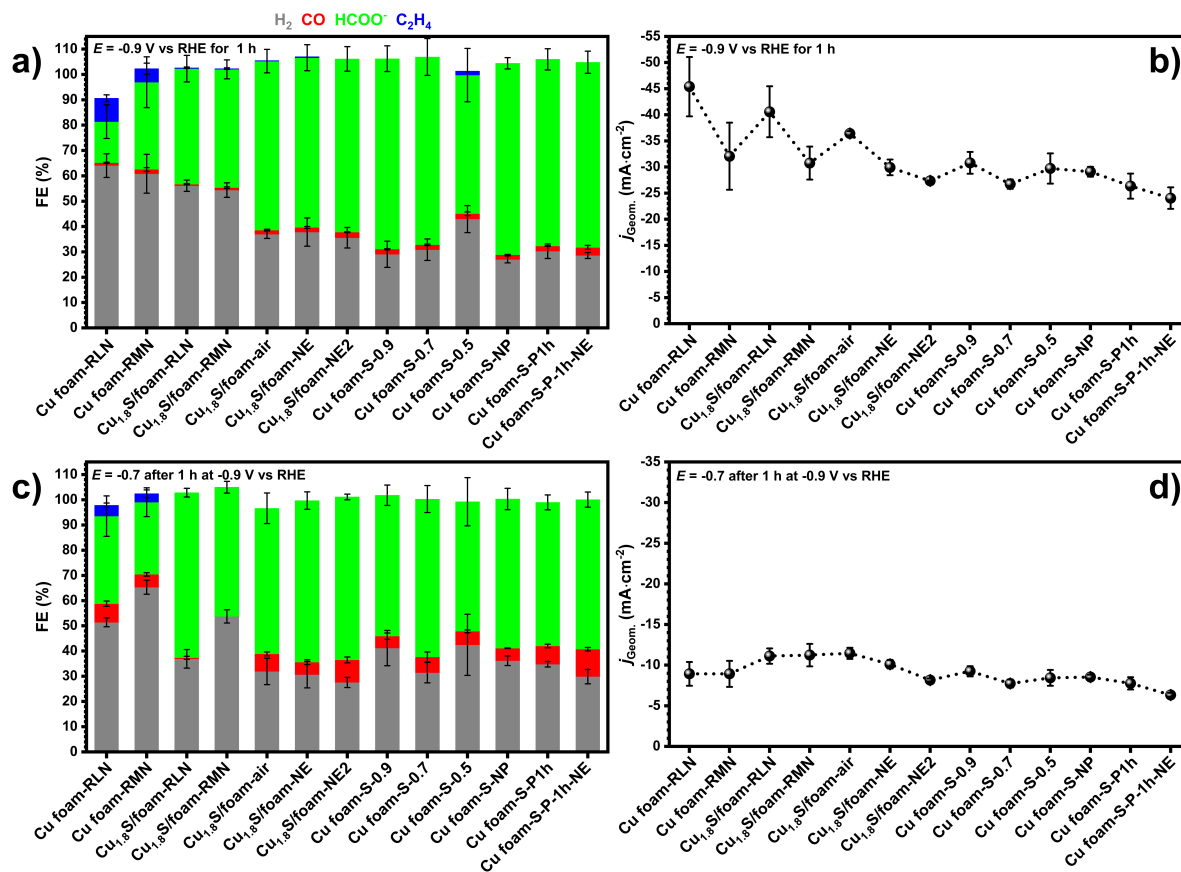 H₂ CO HCOO⁻ C₂H₄
a)
E = -0.9 V vs RHE for 1 h
FE (%)
110
100
90
80
70
60
50
40
30
20
10
0
Cu foam-RLN
Cu foam-RMN
Cu₁.₈S/foam-RLN
Cu₁.₈S/foam-RMN
Cu₁.₈S/foam-air
Cu₁.₈S/foam-NE
Cu₁.₈S/foam-NE2
Cu foam-S-0.9
Cu foam-S-0.7
Cu foam-S-0.5
Cu foam-S-NP
Cu foam-S-P1h
Cu foam-S-P-1h-NE
b)
E = -0.9 V vs RHE for 1 h
jGeom. (mA·cm⁻²)
-55
-50
-45
-40
-35
-30
-25
-20
-15
-10
-5
0
Cu foam-RLN
Cu foam-RMN
Cu₁.₈S/foam-RLN
Cu₁.₈S/foam-RMN
Cu₁.₈S/foam-air
Cu₁.₈S/foam-NE
Cu₁.₈S/foam-NE2
Cu foam-S-0.9
Cu foam-S-0.7
Cu foam-S-0.5
Cu foam-S-NP
Cu foam-S-P1h
Cu foam-S-P-1h-NE
c)
E = -0.7 after 1 h at -0.9 V vs RHE
FE (%)
110
100
90
80
70
60
50
40
30
20
10
0
Cu foam-RLN
Cu foam-RMN
Cu₁.₈S/foam-RLN
Cu₁.₈S/foam-RMN
Cu₁.₈S/foam-air
Cu₁.₈S/foam-NE
Cu₁.₈S/foam-NE2
Cu foam-S-0.9
Cu foam-S-0.7
Cu foam-S-0.5
Cu foam-S-NP
Cu foam-S-P1h
Cu foam-S-P-1h-NE
d)
E = -0.7 after 1 h at -0.9 V vs RHE
jGeom. (mA·cm⁻²)
-35
-30
-25
-20
-15
-10
-5
0
Cu foam-RLN
Cu foam-RMN
Cu₁.₈S/foam-RLN
Cu₁.₈S/foam-RMN
Cu₁.₈S/foam-air
Cu₁.₈S/foam-NE
Cu₁.₈S/foam-NE2
Cu foam-S-0.9
Cu foam-S-0.7
Cu foam-S-0.5
Cu foam-S-NP
Cu foam-S-P1h
Cu foam-S-P-1h-NE